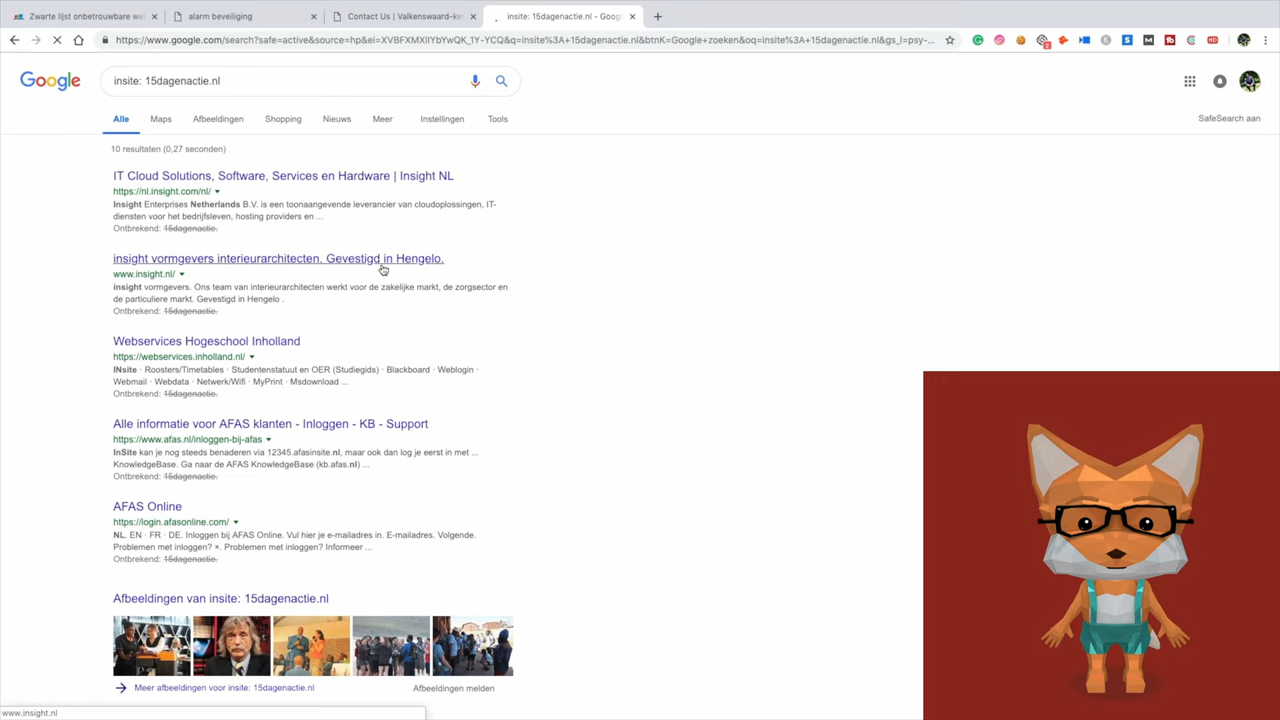 Zwarte lijst onbetrouwbare we
alarm beveiliging
Contact Us | Valkenswaard-ke
insite: 15dagenactie.nl - Goog
https://www.google.com/search?safe=active&source=hp&ei=XVBFXMXIIYbYwQK_1Y-YCQ&q=insite%3A+15dagenactie.nl&btnK=Google+zoeken&oq=insite%3A+15dagenactie.nl&gs_l=psy-...
Google
insite: 15dagenactie.nl
Alle
Maps
Afbeeldingen
Shopping
Nieuws
Meer
Instellingen
Tools
SafeSearch aan
10 resultaten (0,27 seconden)
IT Cloud Solutions, Software, Services en Hardware | Insight NL
https://nl.insight.com/nl/
Insight Enterprises Netherlands B.V. is een toonaangevende leverancier van cloudoplossingen, IT-
diensten voor het bedrijfsleven, hosting providers en ...
Ontbrekend: 15dagenactie.
insight vormgevers interieurarchitecten. Gevestigd in Hengelo.
www.insight.nl/
insight vormgevers. Ons team van interieurarchitecten werkt voor de zakelijke markt, de zorgsector en
de particuliere markt. Gevestigd in Hengelo .
Ontbrekend: 15dagenactie.
Webservices Hogeschool Inholland
https://webservices.inholland.nl/
INsite · Roosters/Timetables · Studentenstatuut en OER (Studiegids) · Blackboard · Weblogin ·
Webmail · Webdata · Netwerk/Wifi · MyPrint · Msdownload ...
Ontbrekend: 15dagenactie.
Alle informatie voor AFAS klanten - Inloggen - KB - Support
https://www.afas.nl/inloggen-bij-afas
InSite kan je nog steeds benaderen via 12345.afasinsite.nl, maar ook dan log je eerst in met ...
KnowledgeBase. Ga naar de AFAS KnowledgeBase (kb.afas.nl) ...
Ontbrekend: 15dagenactie.
AFAS Online
https://login.afasonline.com/
NL. EN · FR · DE. Inloggen bij AFAS Online. Vul hier je e-mailadres in. E-mailadres. Volgende.
Problemen met inloggen? ×. Problemen met inloggen? Informeer ...
Ontbrekend: 15dagenactie.
Afbeeldingen van insite: 15dagenactie.nl
Meer afbeeldingen voor insite: 15dagenactie.nl
Afbeeldingen melden
www.insight.nl